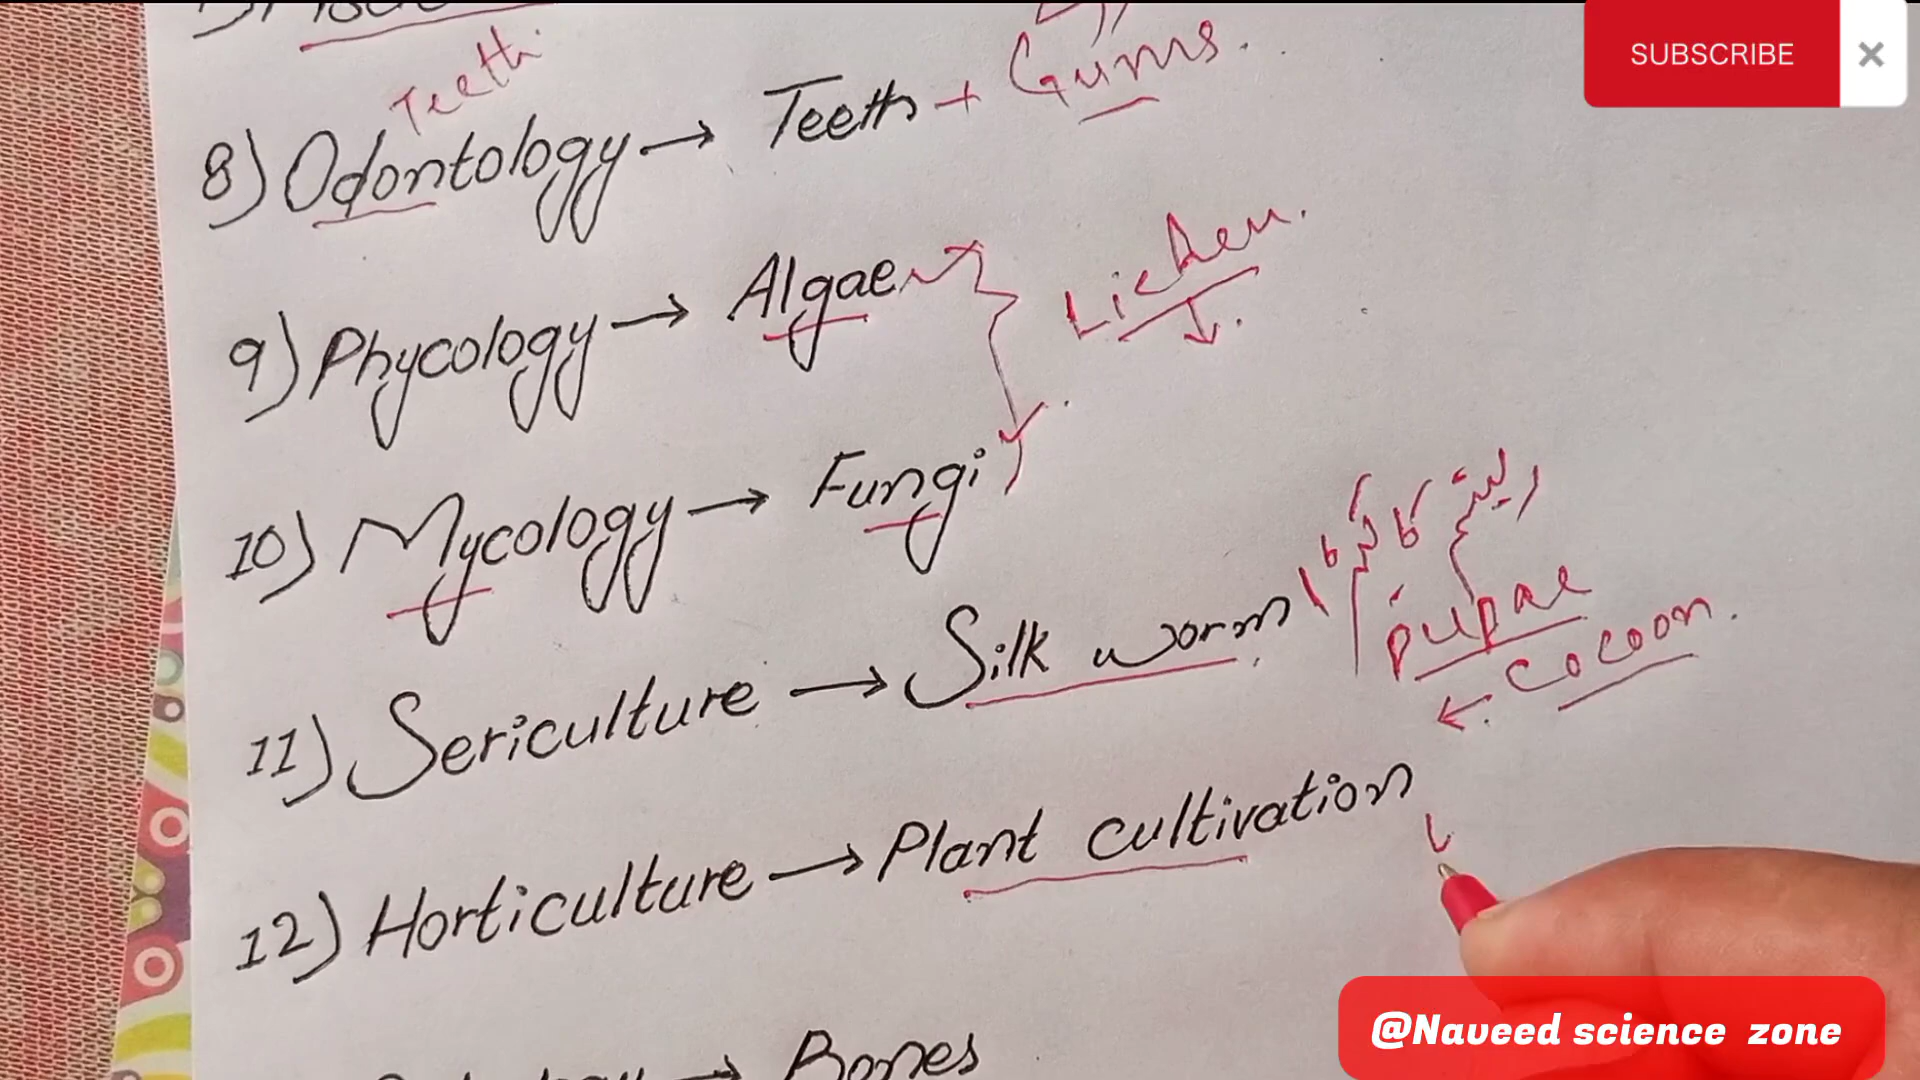 SUBSCRIBE ×
Teeth
8) Odontology → Teeth + Gums.
9) Phycology → Algae
Lichen.
10) Mycology → Fungi
11) Sericulture → Silk worm
ریشم کا کیڑا
pupae
← cocoon.
12) Horticulture → Plant cultivation
→ Bones
@Naveed science zone